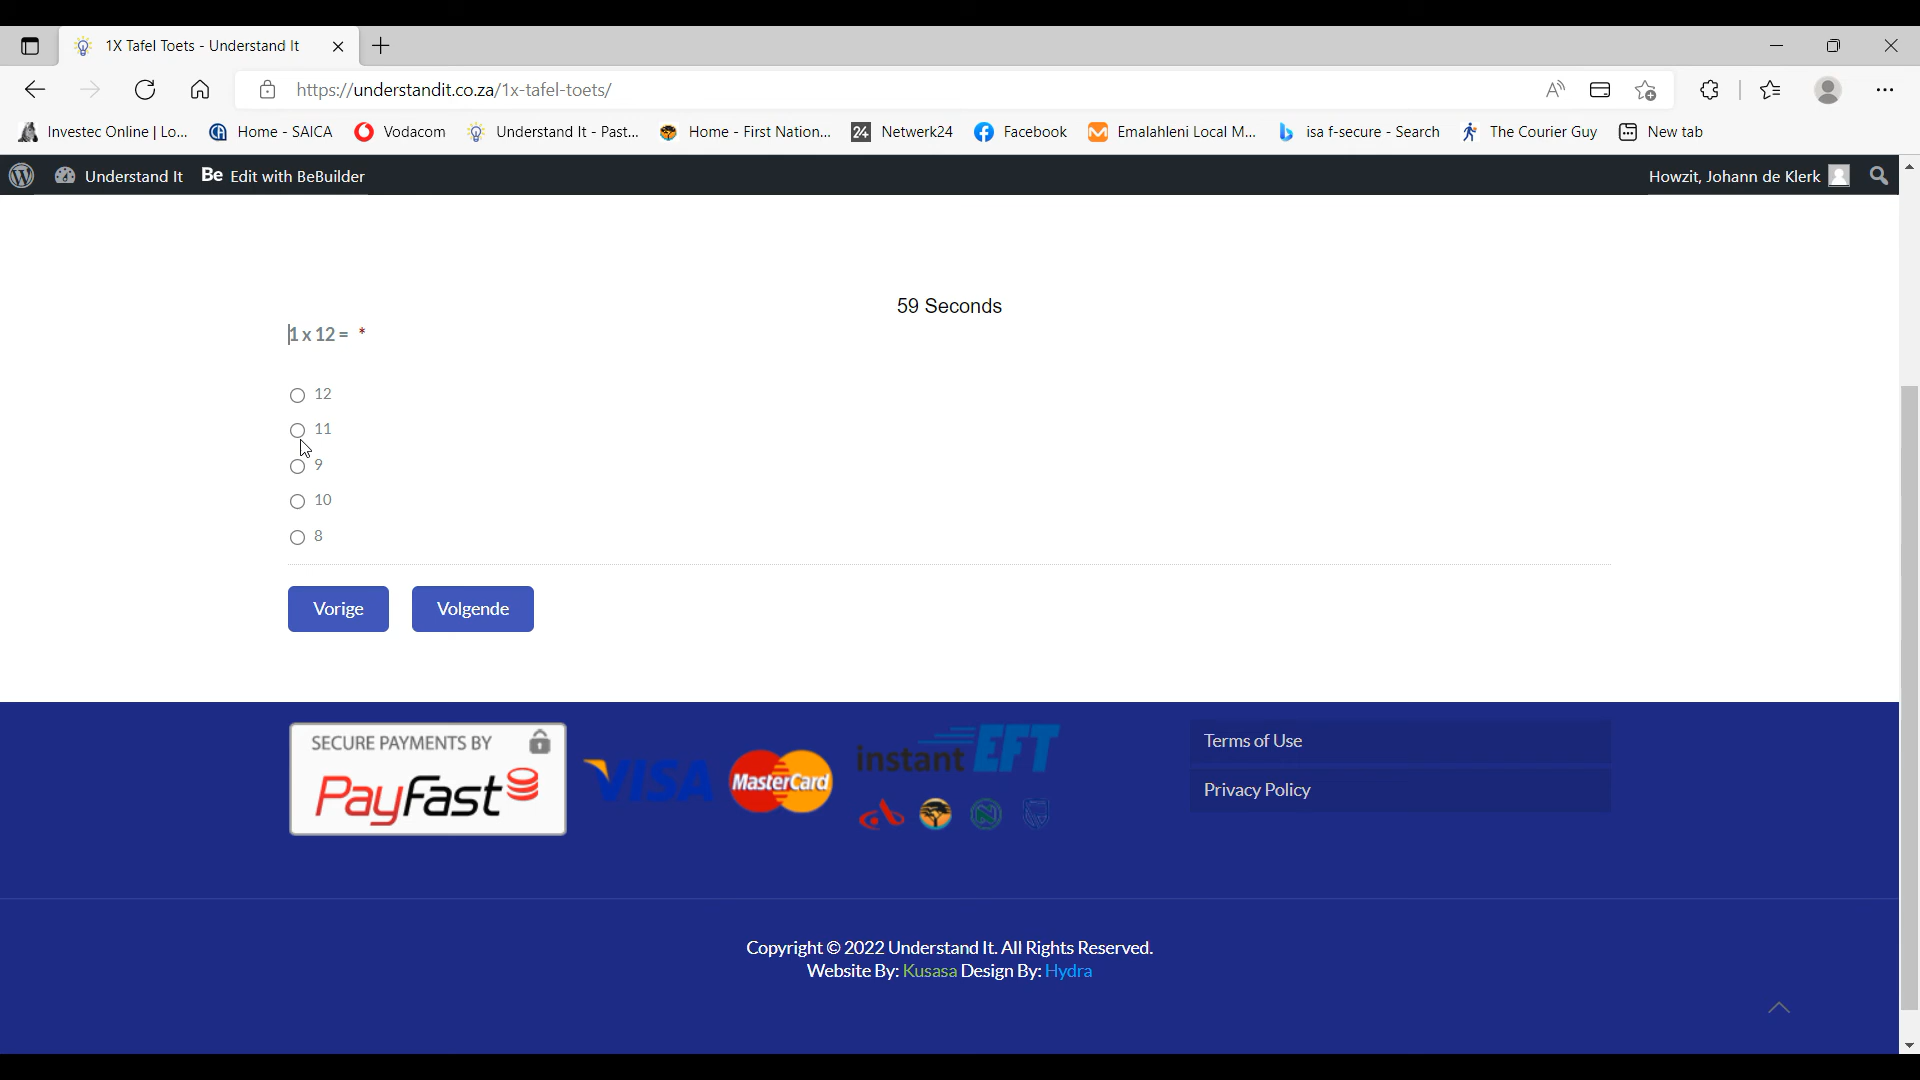 1X Tafel Toets - Understand It
https://understandit.co.za/1x-tafel-toets/
Investec Online | Lo... Home - SAICA Vodacom Understand It - Past... Home - First Nation... 24 Netwerk24 Facebook Emalahleni Local M... isa f-secure - Search The Courier Guy New tab
Understand It Be Edit with BeBuilder Howzit, Johann de Klerk
59 Seconds
1 x 12 = *
12
11
9
10
8
Vorige Volgende
SECURE PAYMENTS BY
PayFast
VISA
MasterCard
instant EFT
Terms of Use
Privacy Policy
Copyright © 2022 Understand It. All Rights Reserved.
Website By: Kusasa Design By: Hydra